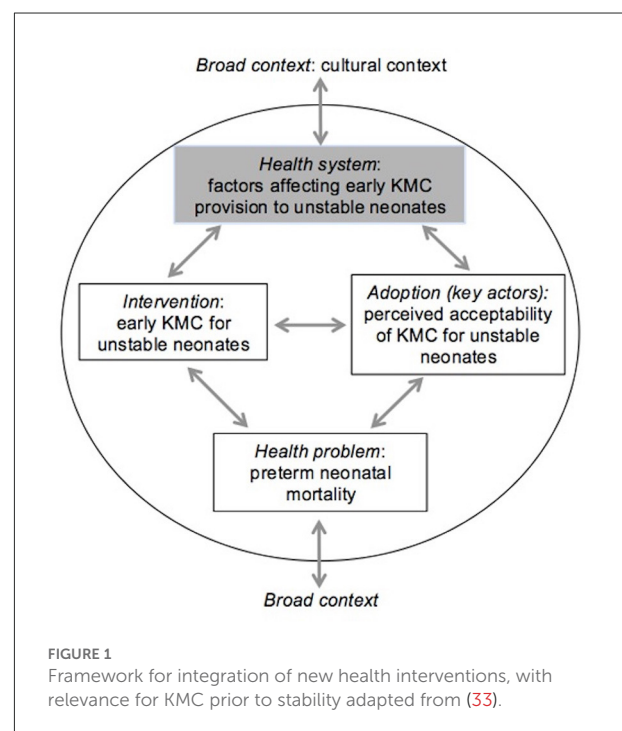 Broad context: cultural context
Health system:
factors affecting early KMC
provision to unstable neonates
Intervention:
early KMC for
unstable neonates
Adoption (key actors):
perceived acceptability
of KMC for unstable
neonates
Health problem:
preterm neonatal
mortality
Broad context
FIGURE 1
Framework for integration of new health interventions, with
relevance for KMC prior to stability adapted from (33).